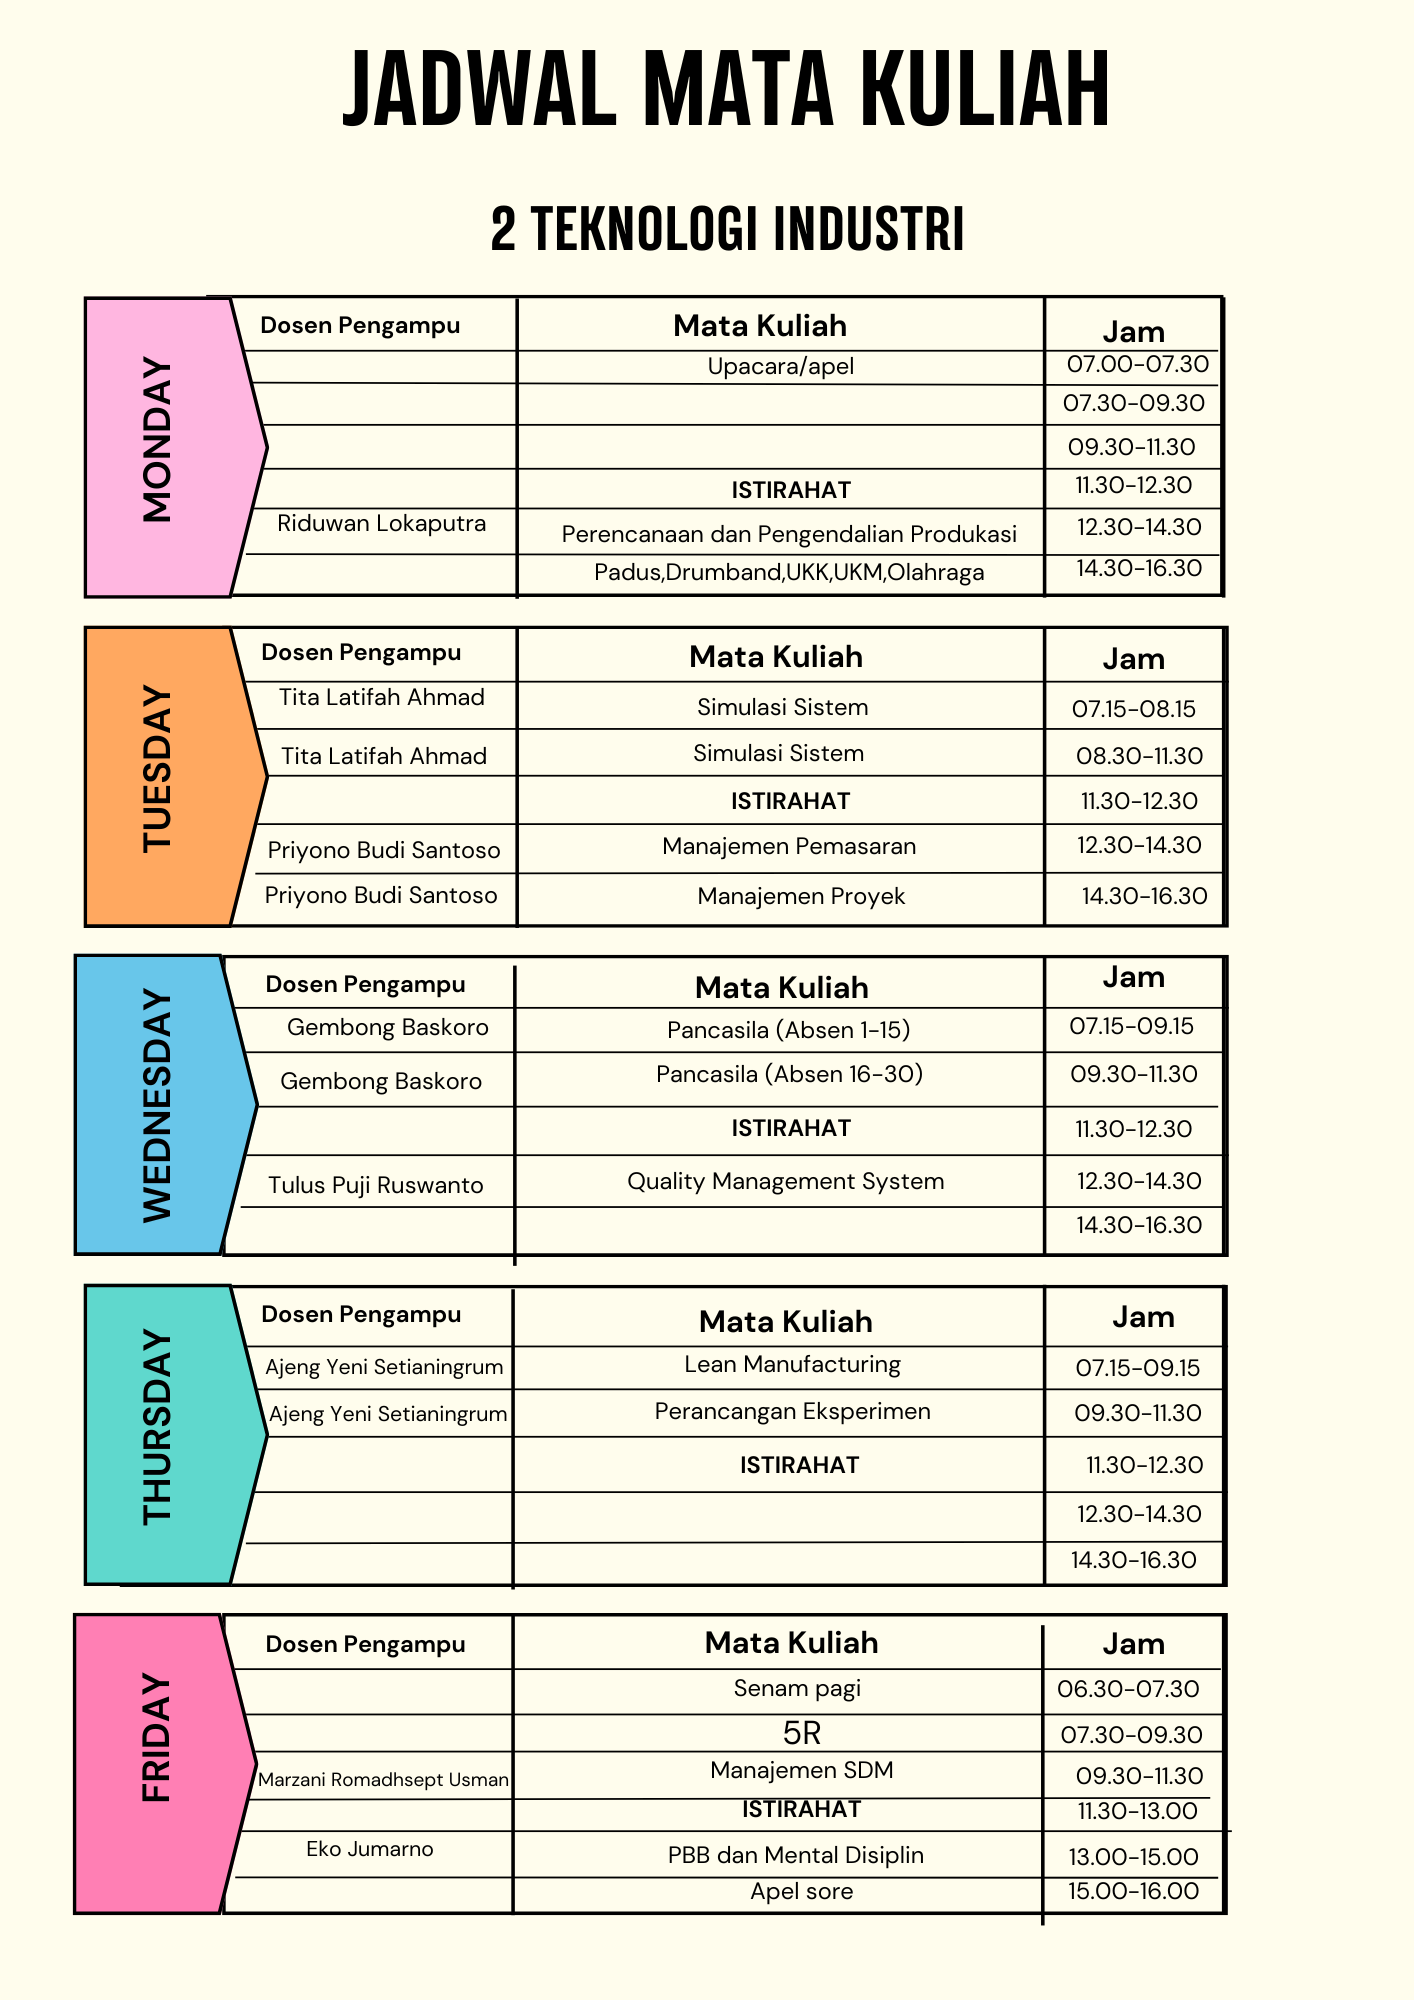 JADWAL MATA KULIAH
2 TEKNOLOGI INDUSTRI
MONDAY
Dosen Pengampu Mata Kuliah Jam
Upacara/apel 07.00-07.30
07.30-09.30
09.30-11.30
ISTIRAHAT 11.30-12.30
Riduwan Lokaputra Perencanaan dan Pengendalian Produkasi 12.30-14.30
Padus,Drumband,UKK,UKM,Olahraga 14.30-16.30
TUESDAY
Dosen Pengampu Mata Kuliah Jam
Tita Latifah Ahmad Simulasi Sistem 07.15-08.15
Tita Latifah Ahmad Simulasi Sistem 08.30-11.30
ISTIRAHAT 11.30-12.30
Priyono Budi Santoso Manajemen Pemasaran 12.30-14.30
Priyono Budi Santoso Manajemen Proyek 14.30-16.30
WEDNESDAY
Dosen Pengampu Mata Kuliah Jam
Gembong Baskoro Pancasila (Absen 1-15) 07.15-09.15
Gembong Baskoro Pancasila (Absen 16-30) 09.30-11.30
ISTIRAHAT 11.30-12.30
Tulus Puji Ruswanto Quality Management System 12.30-14.30
14.30-16.30
THURSDAY
Dosen Pengampu Mata Kuliah Jam
Ajeng Yeni Setianingrum Lean Manufacturing 07.15-09.15
Ajeng Yeni Setianingrum Perancangan Eksperimen 09.30-11.30
ISTIRAHAT 11.30-12.30
12.30-14.30
14.30-16.30
FRIDAY
Dosen Pengampu Mata Kuliah Jam
Senam pagi 06.30-07.30
5R 07.30-09.30
Marzani Romadhsept Usman Manajemen SDM 09.30-11.30
ISTIRAHAT 11.30-13.00
Eko Jumarno PBB dan Mental Disiplin 13.00-15.00
Apel sore 15.00-16.00